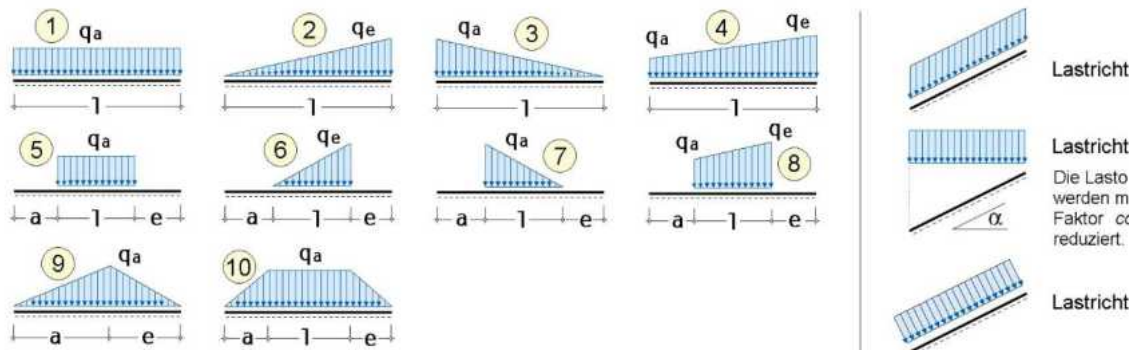 1 qa
2 qe
qa 3
qa 4 qe
l
l
l
l
5 qa
6 qe
qa 7
qa qe 8
a l e
a l e
a l e
a l e
9 qa
10 qa
a e
a l e
Lastricht
Lastricht
Die Lasto
werden m
Faktor co
reduziert.
α
Lastricht